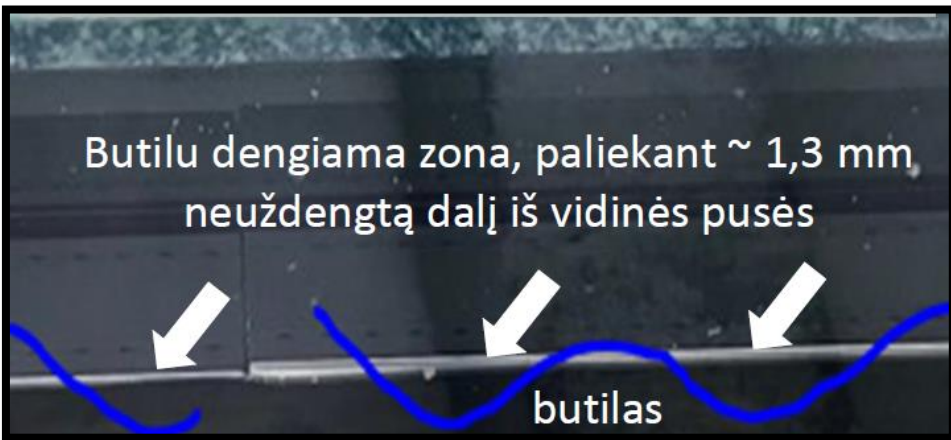 Butilu dengiama zona, paliekant ~ 1,3 mm
neuždengtą dalį iš vidinės pusės
butilas